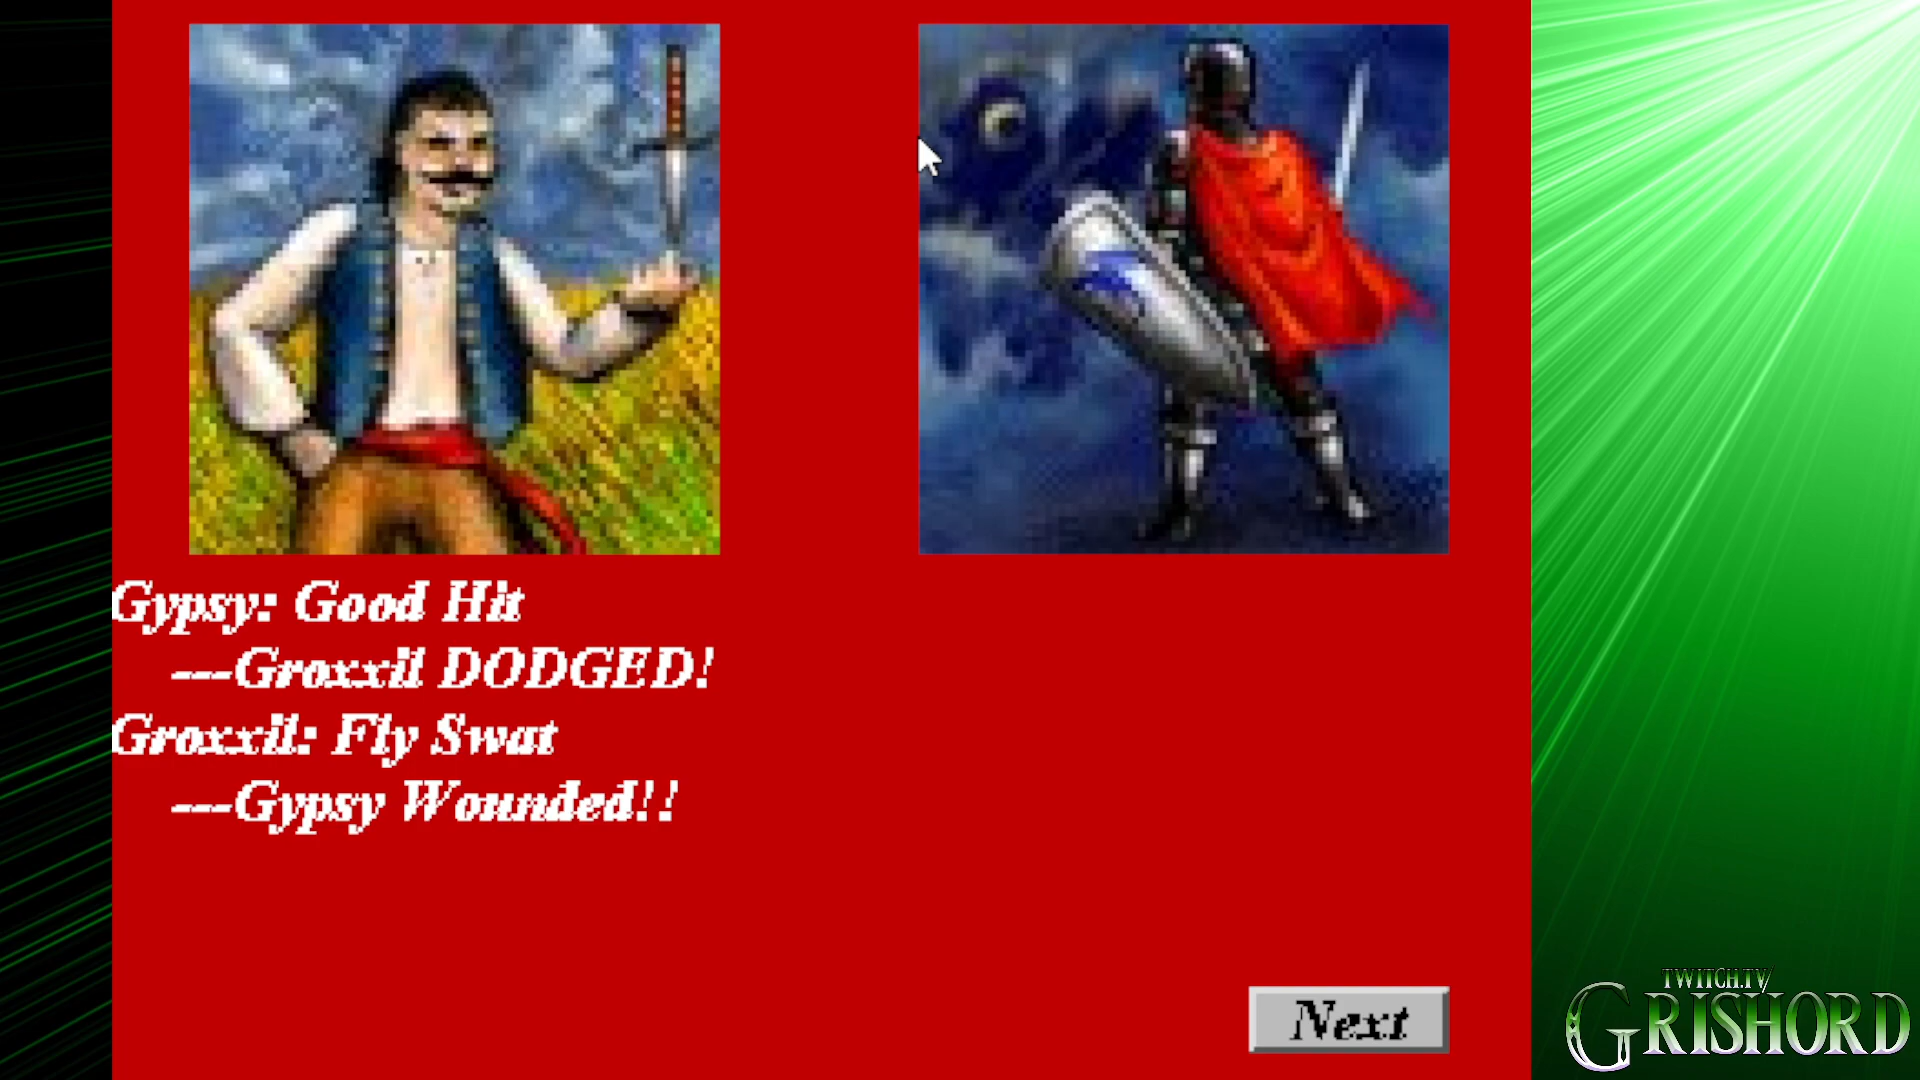 Gypsy: Good Hit
---Groxxil DODGED!
Groxxil: Fly Swat
---Gypsy Wounded!!
Next
TWITCH.TV/
GRISHORD